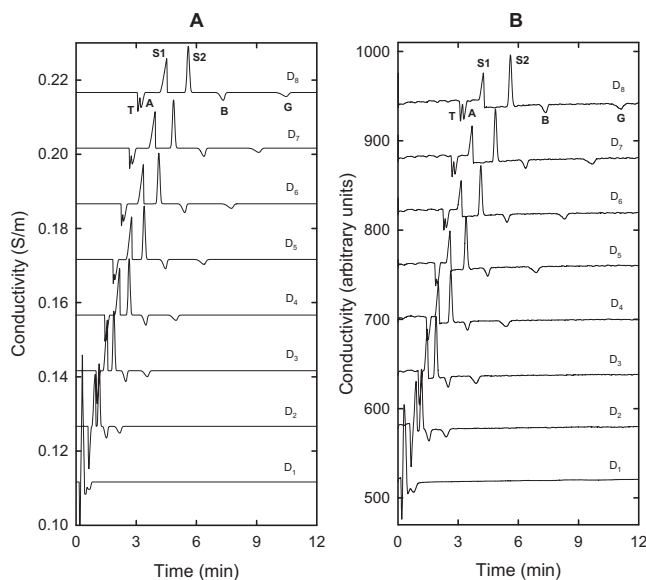 A
B
0.22
0.20
0.18
0.16
0.14
0.12
0.10
Conductivity (S/m)
0 3 6 9 12
Time (min)
S1
S2
T
A
B
G
D8
D7
D6
D5
D4
D3
D2
D1
1000
900
800
700
600
500
Conductivity (arbitrary units)
0 3 6 9 12
Time (min)
S1
S2
T
A
B
G
D8
D7
D6
D5
D4
D3
D2
D1